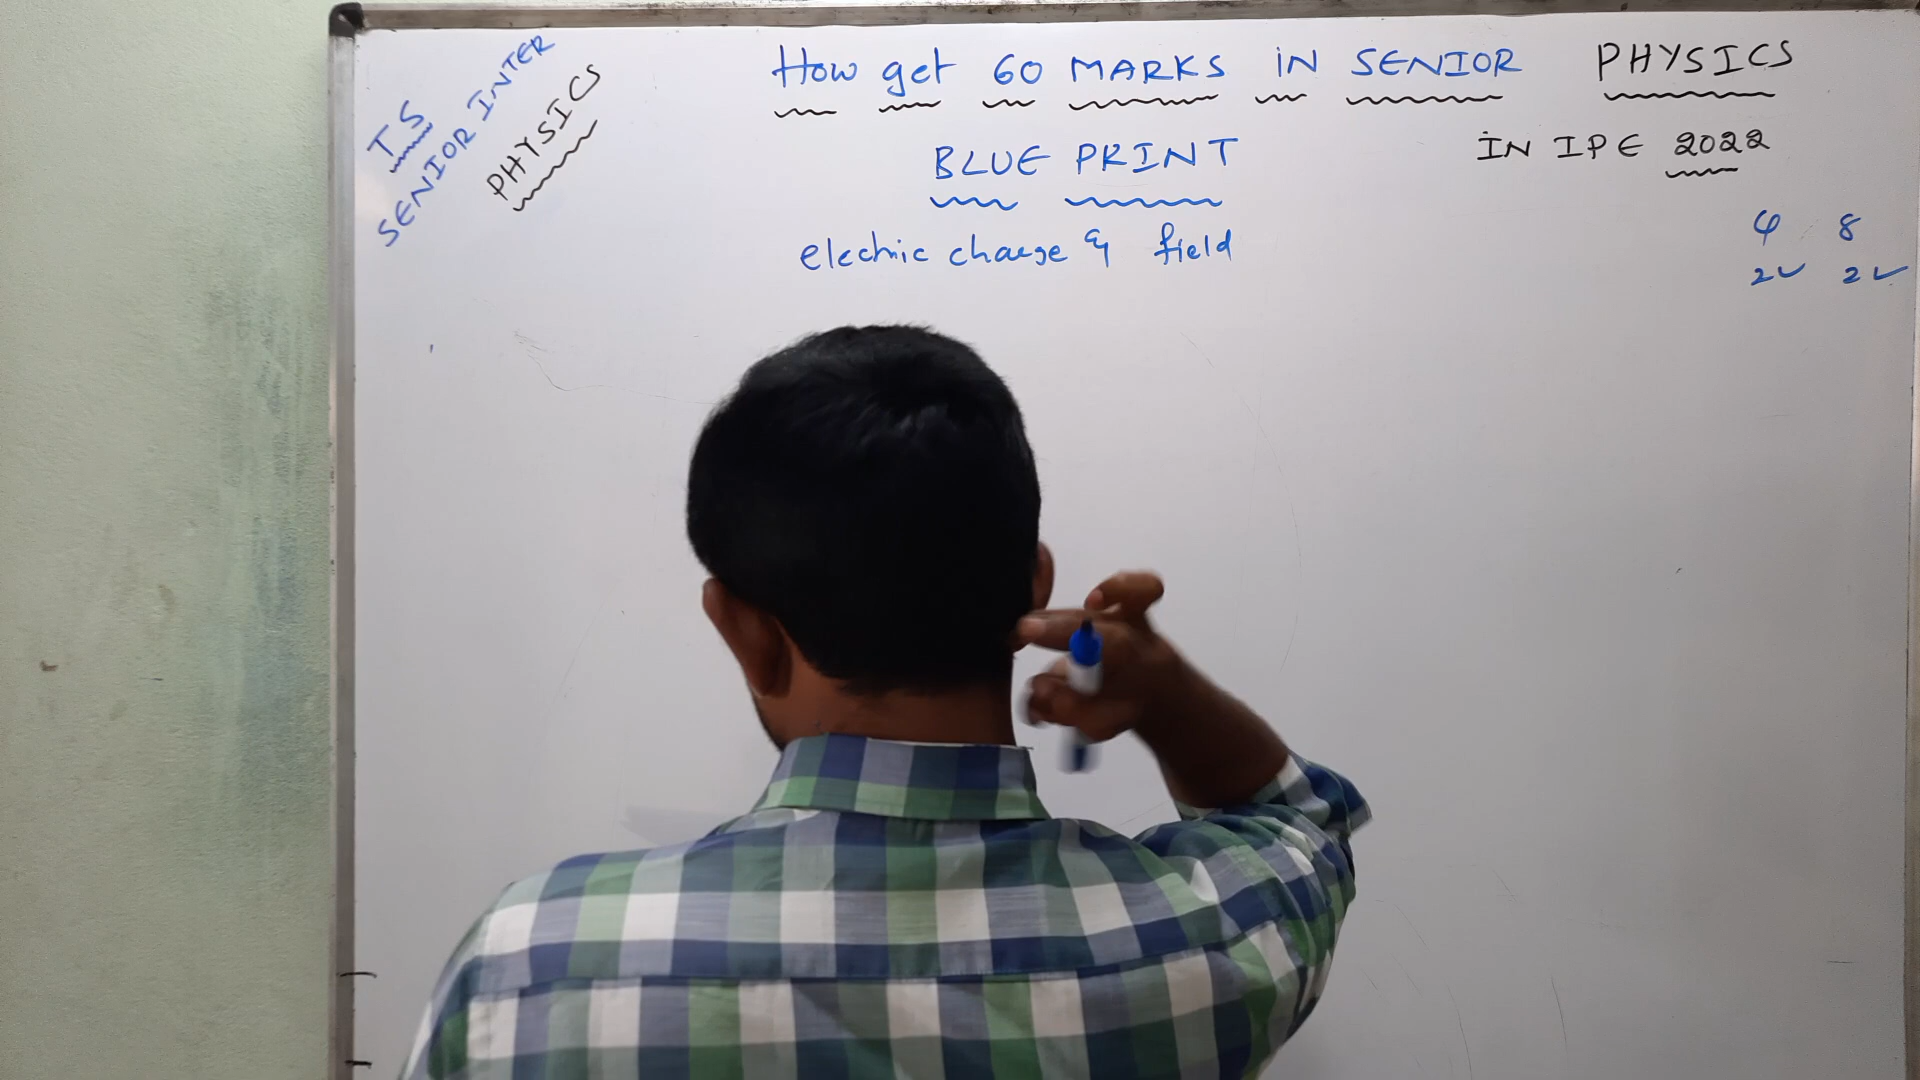 TS
SENIOR INTER
PHYSICS
How get 60 MARKS iN SENIOR PHYSICS
BLUE PRINT
iN IPE 2022
electric charge & field
4 8
2✓ 2✓